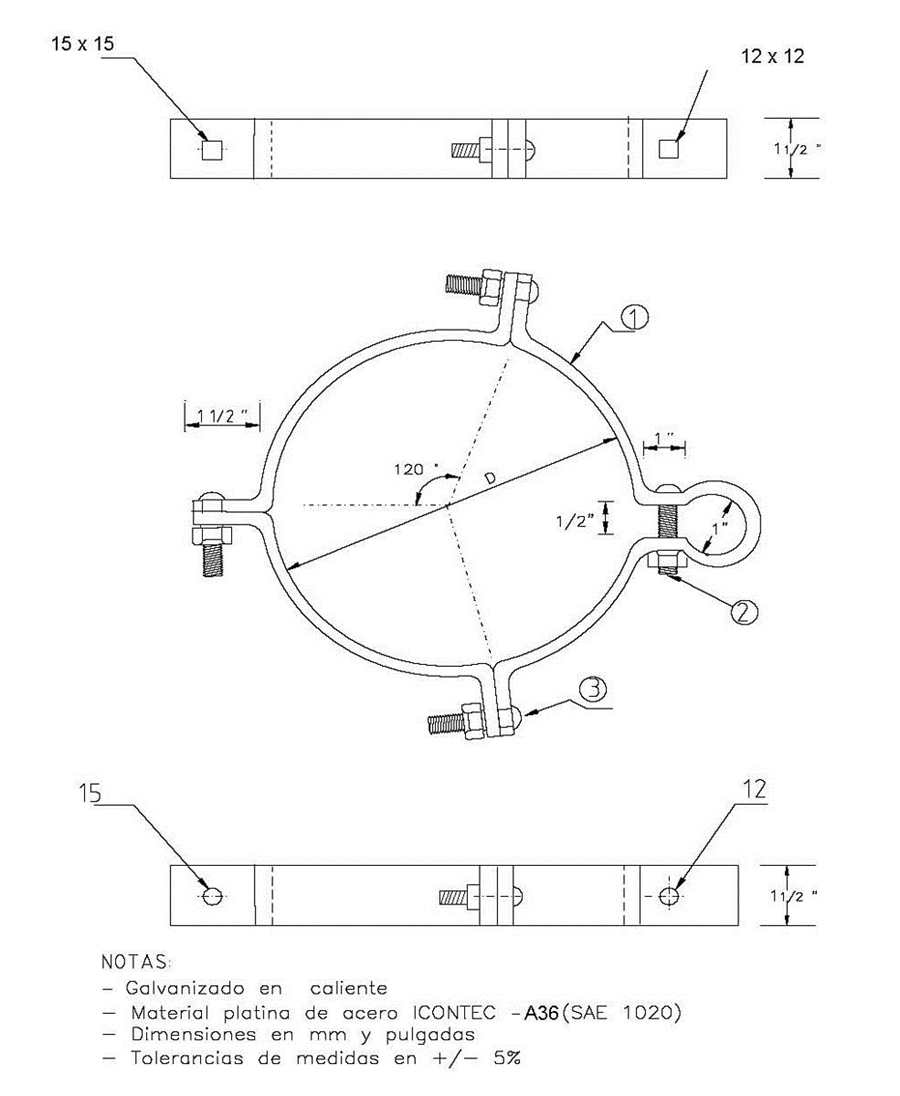 15 x 15
12 x 12
1 1/2 "
1
1 1/2 "
1"
120 °
D
1/2"
1"
2
3
15
12
1 1/2 "
NOTAS:
- Galvanizado en caliente
- Material platina de acero ICONTEC -A36(SAE 1020)
- Dimensiones en mm y pulgadas
- Tolerancias de medidas en +/- 5%